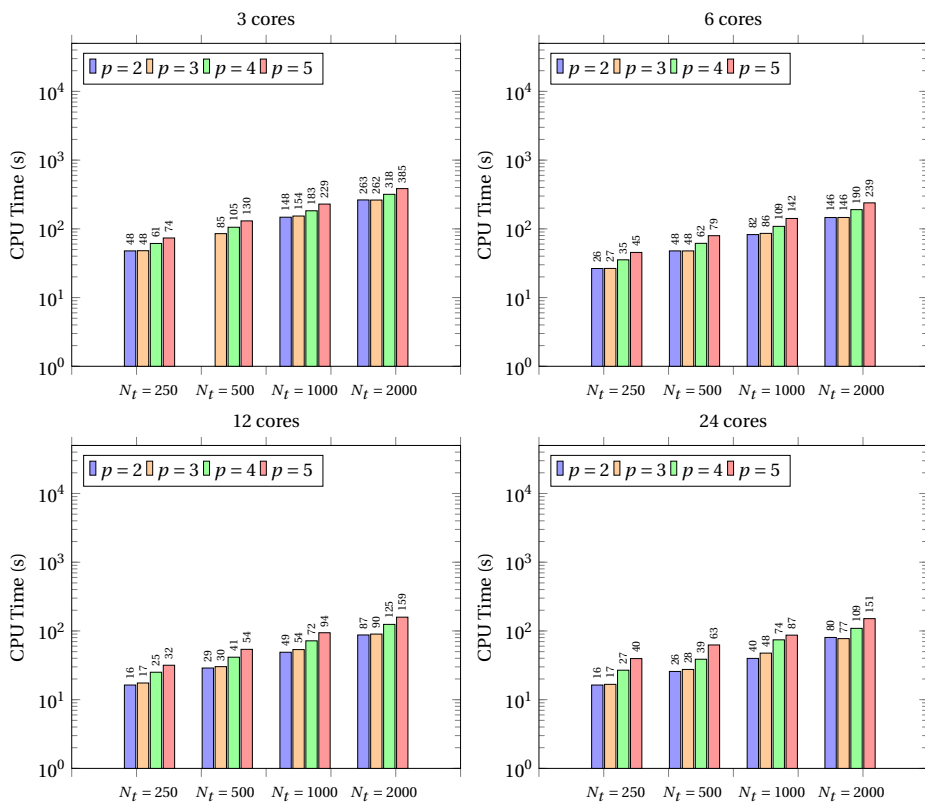 3 cores
p = 2 p = 3 p = 4 p = 5
CPU Time (s)
10^4
10^3
10^2
10^1
10^0
48 48 61 74
85 105 130
148 154 183 229
263 262 318 385
N_t = 250 N_t = 500 N_t = 1000 N_t = 2000
6 cores
p = 2 p = 3 p = 4 p = 5
CPU Time (s)
10^4
10^3
10^2
10^1
10^0
26 27 35 45
48 48 62 79
82 86 109 142
146 146 190 239
N_t = 250 N_t = 500 N_t = 1000 N_t = 2000
12 cores
p = 2 p = 3 p = 4 p = 5
CPU Time (s)
10^4
10^3
10^2
10^1
10^0
16 17 25 32
29 30 41 54
49 54 72 94
87 90 125 159
N_t = 250 N_t = 500 N_t = 1000 N_t = 2000
24 cores
p = 2 p = 3 p = 4 p = 5
CPU Time (s)
10^4
10^3
10^2
10^1
10^0
16 17 27 40
26 28 39 63
40 48 74 87
80 77 109 151
N_t = 250 N_t = 500 N_t = 1000 N_t = 2000